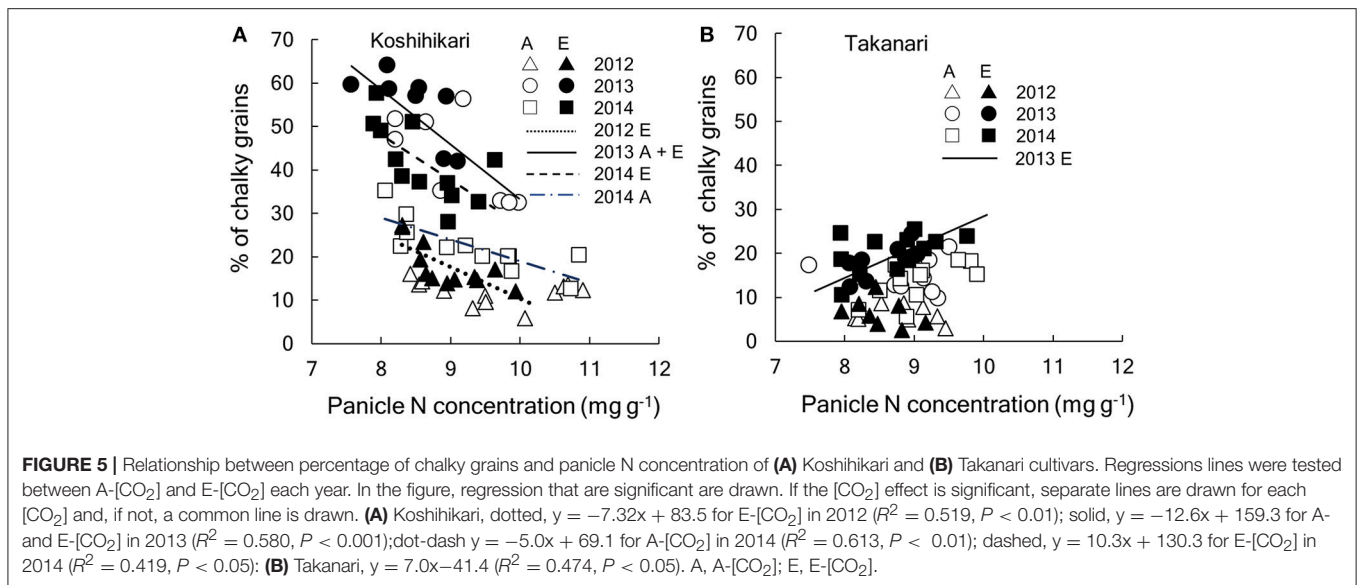 A
Koshihikari
A E
2012
2013
2014
2012 E
2013 A + E
2014 E
2014 A
% of chalky grains
70
60
50
40
30
20
10
0
7 8 9 10 11 12
Panicle N concentration (mg g-1)
B
Takanari
A E
2012
2013
2014
2013 E
% of chalky grains
70
60
50
40
30
20
10
0
7 8 9 10 11 12
Panicle N concentration (mg g-1)
FIGURE 5 | Relationship between percentage of chalky grains and panicle N concentration of (A) Koshihikari and (B) Takanari cultivars. Regressions lines were tested
between A-[CO2] and E-[CO2] each year. In the figure, regression that are significant are drawn. If the [CO2] effect is significant, separate lines are drawn for each
[CO2] and, if not, a common line is drawn. (A) Koshihikari, dotted, y = −7.32x + 83.5 for E-[CO2] in 2012 (R2 = 0.519, P < 0.01); solid, y = −12.6x + 159.3 for A-
and E-[CO2] in 2013 (R2 = 0.580, P < 0.001);dot-dash y = −5.0x + 69.1 for A-[CO2] in 2014 (R2 = 0.613, P < 0.01); dashed, y = 10.3x + 130.3 for E-[CO2] in
2014 (R2 = 0.419, P < 0.05): (B) Takanari, y = 7.0x−41.4 (R2 = 0.474, P < 0.05). A, A-[CO2]; E, E-[CO2].